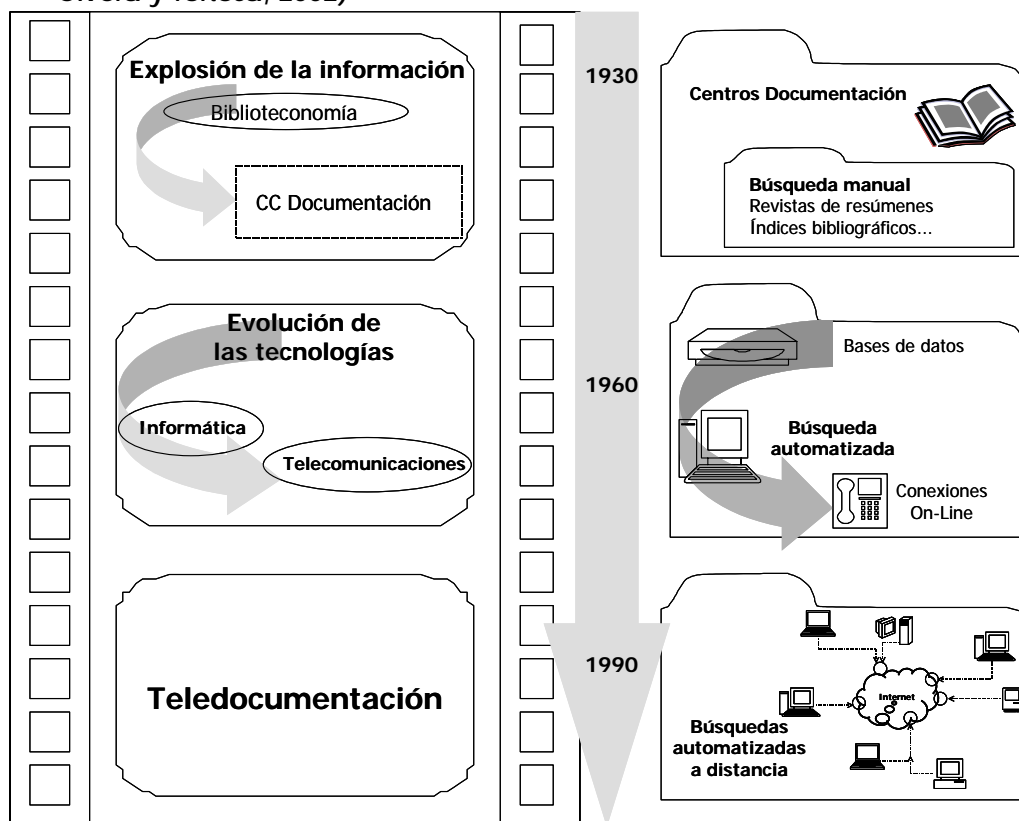 y Teltscl, 2002)
Explosión de la información
Biblioteconomía
CC Documentación
1930
Centros Documentación
Búsqueda manual
Revistas de resúmenes
Índices bibliográficos...
Evolución de
las tecnologías
Informática
Telecomunicaciones
1960
Bases de datos
Búsqueda
automatizada
Conexiones
On-Line
Teledocumentación
1990
Internet
Búsquedas
automatizadas
a distancia